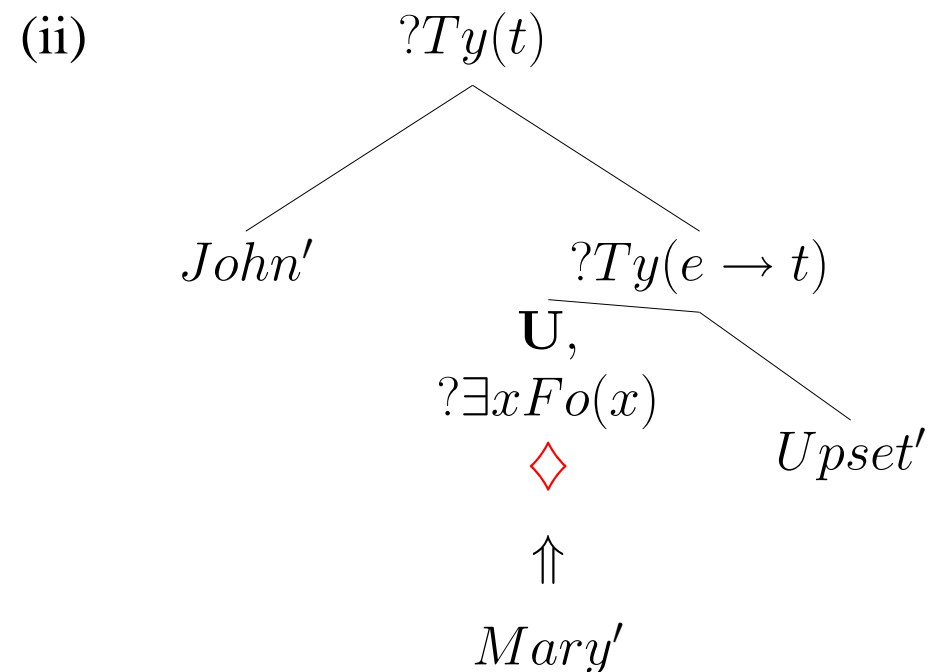 (ii) ?Ty(t)
John′ ?Ty(e → t)
U,
?∃xFo(x)
Upset′
♢
⇑
Mary′